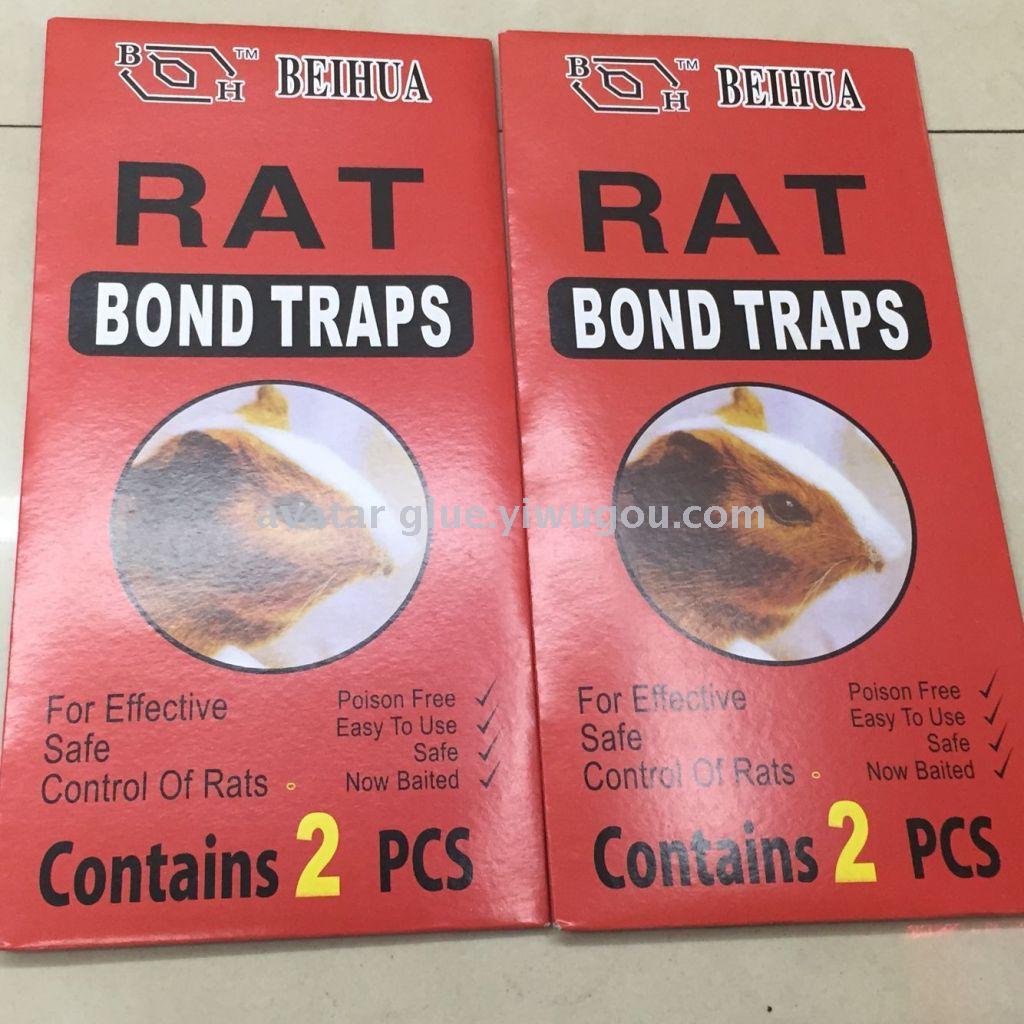 B H ™ BEIHUA
RAT
BOND TRAPS
For Effective
Safe
Control Of Rats 。
Poison Free ✓
Easy To Use ✓
Safe ✓
Now Baited ✓
Contains 2 PCS
B H ™ BEIHUA
RAT
BOND TRAPS
For Effective
Safe
Control Of Rats 。
Poison Free ✓
Easy To Use ✓
Safe ✓
Now Baited ✓
Contains 2 PCS
avatar glue.yiwugou.com